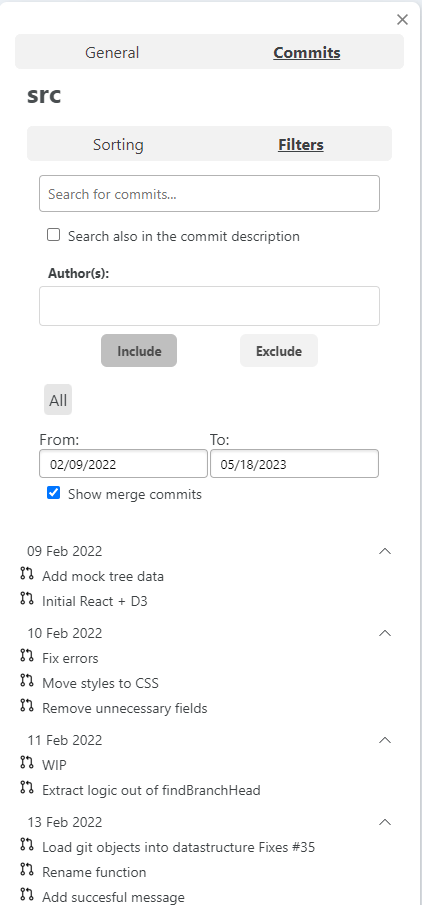 General Commits
src
Sorting Filters
Search for commits...
Search also in the commit description
Author(s):
Include Exclude
All
From: To:
02/09/2022 05/18/2023
Show merge commits
09 Feb 2022
Add mock tree data
Initial React + D3
10 Feb 2022
Fix errors
Move styles to CSS
Remove unnecessary fields
11 Feb 2022
WIP
Extract logic out of findBranchHead
13 Feb 2022
Load git objects into datastructure Fixes #35
Rename function
Add succesful message